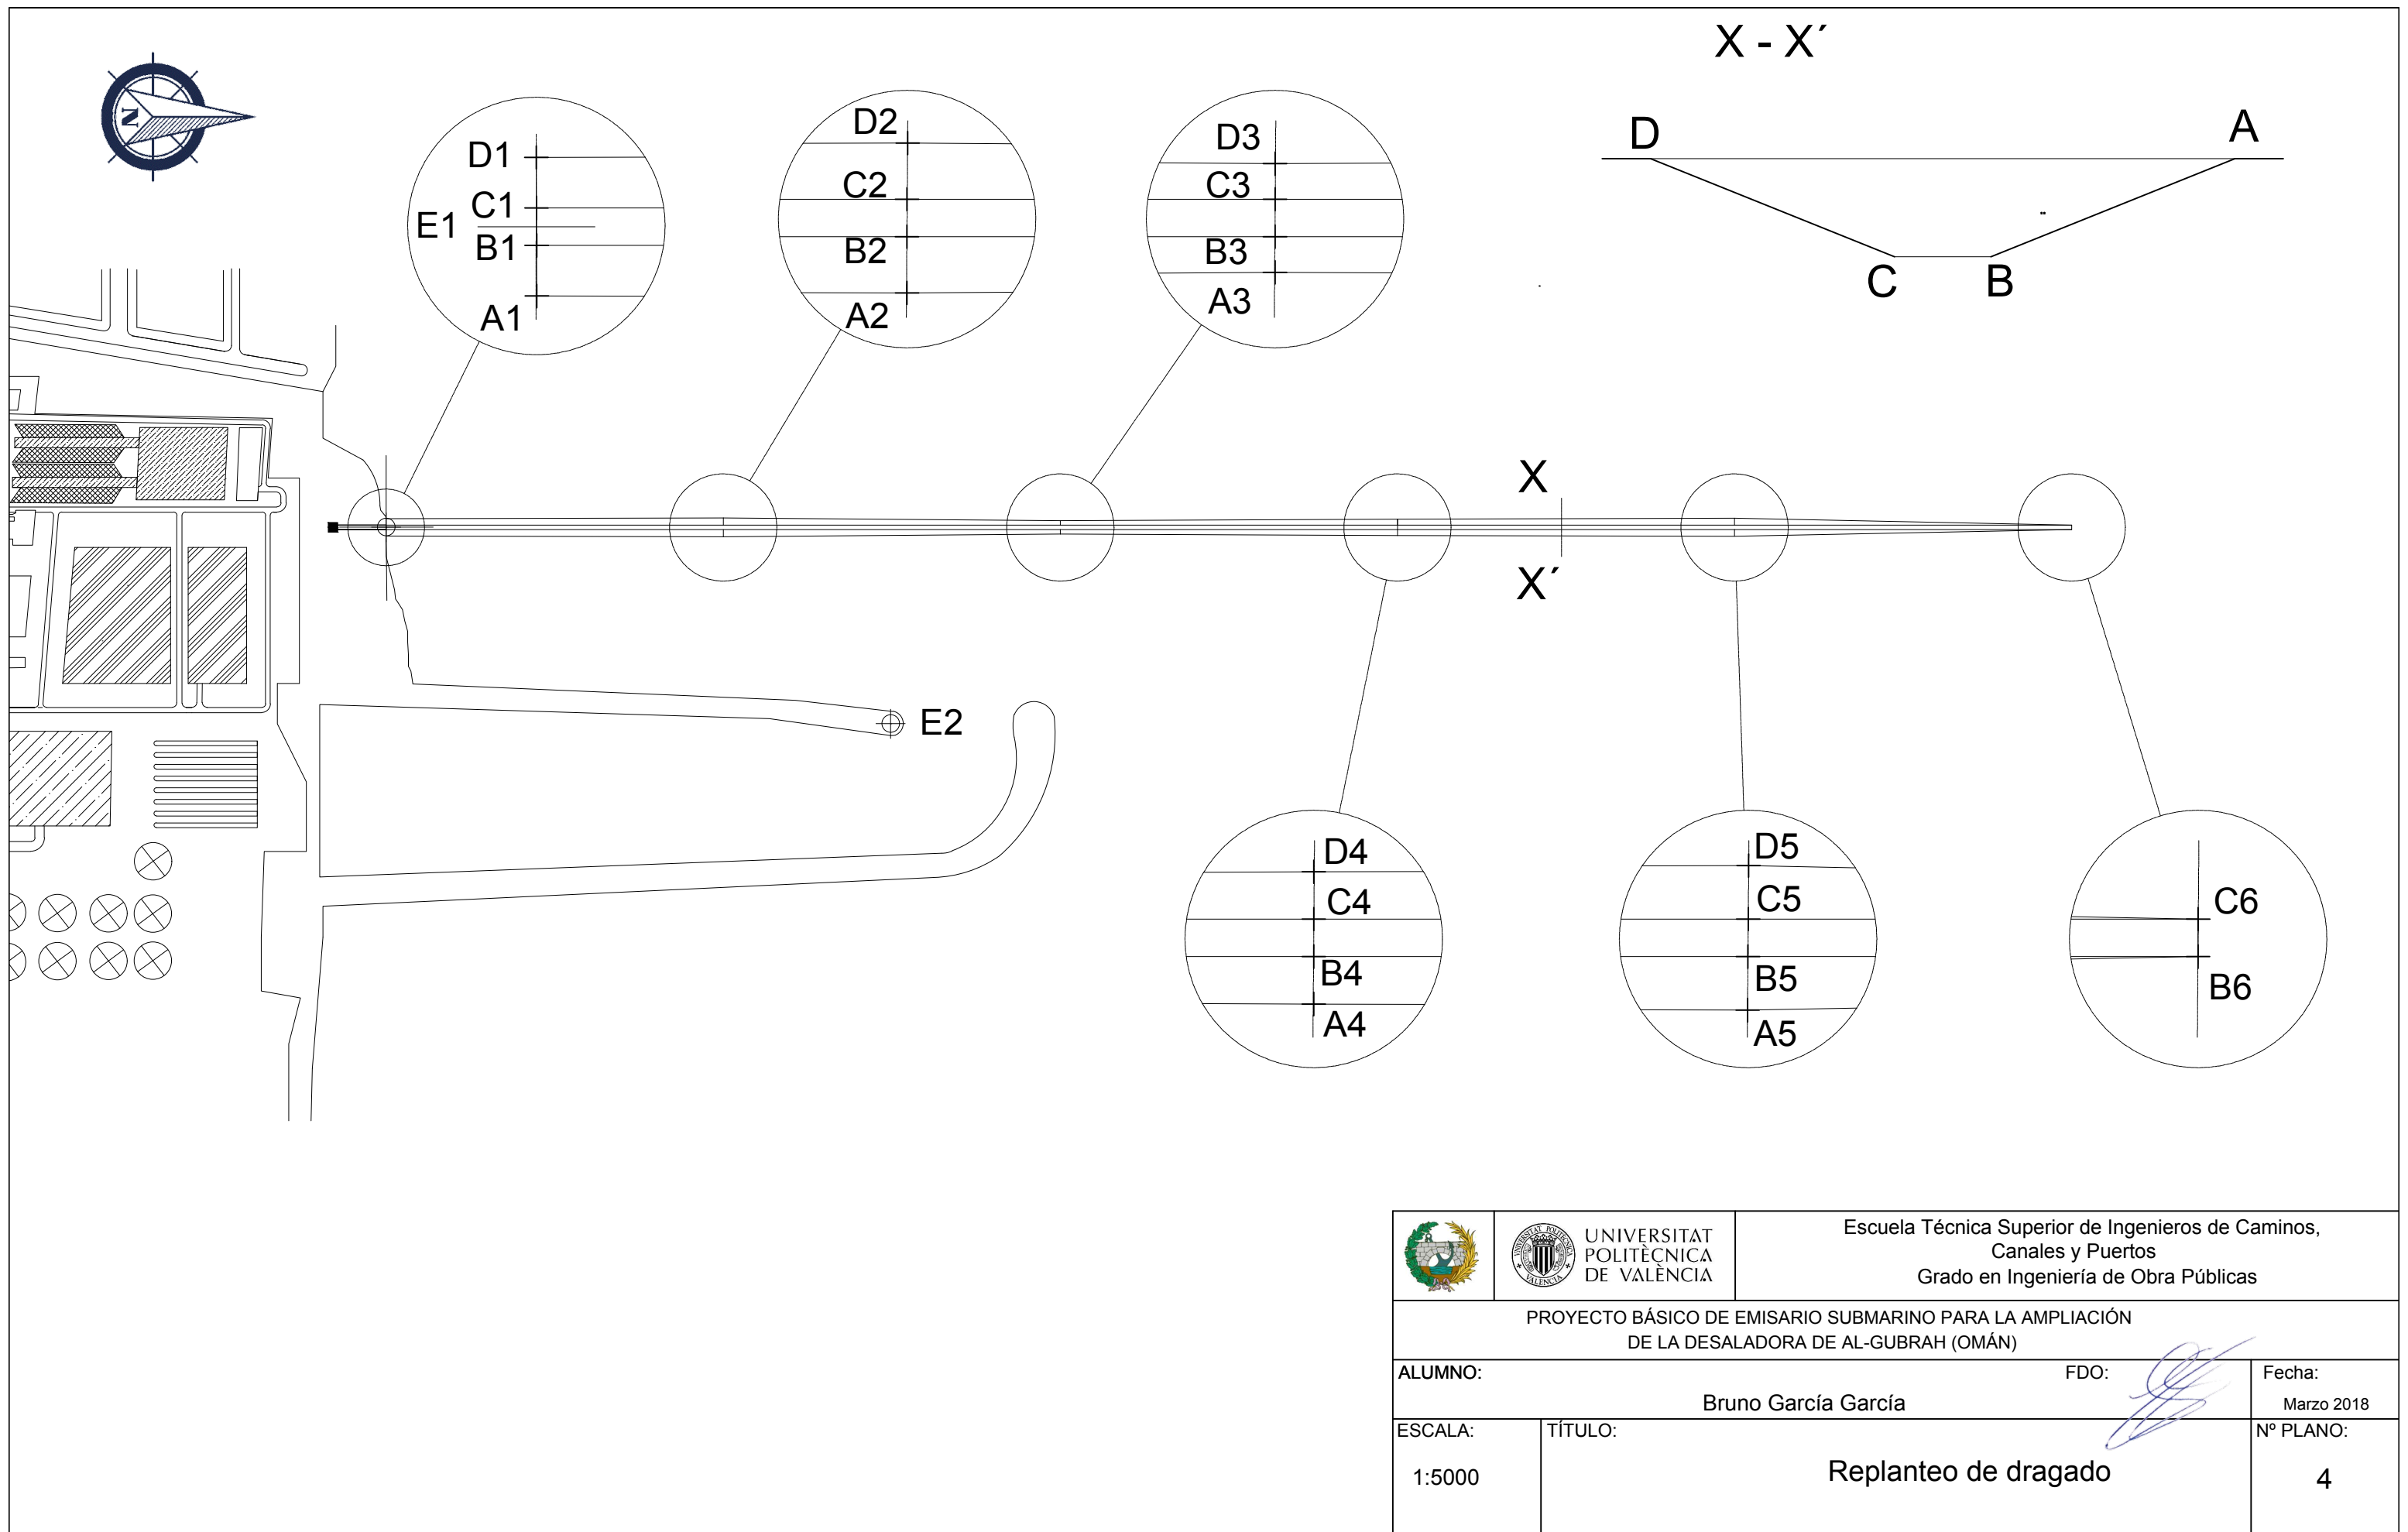 X - X´
N
D
A
C
B
D1
C1
E1
B1
A1
D2
C2
B2
A2
D3
C3
B3
A3
X
X´
E2
D4
C4
B4
A4
D5
C5
B5
A5
C6
B6
UNIVERSITAT
POLITÈCNICA
DE VALÈNCIA
Escuela Técnica Superior de Ingenieros de Caminos,
Canales y Puertos
Grado en Ingeniería de Obra Públicas
PROYECTO BÁSICO DE EMISARIO SUBMARINO PARA LA AMPLIACIÓN
DE LA DESALADORA DE AL-GUBRAH (OMÁN)
ALUMNO:
Bruno García García
FDO:
Fecha:
Marzo 2018
ESCALA:
1:5000
TÍTULO:
Replanteo de dragado
Nº PLANO:
4